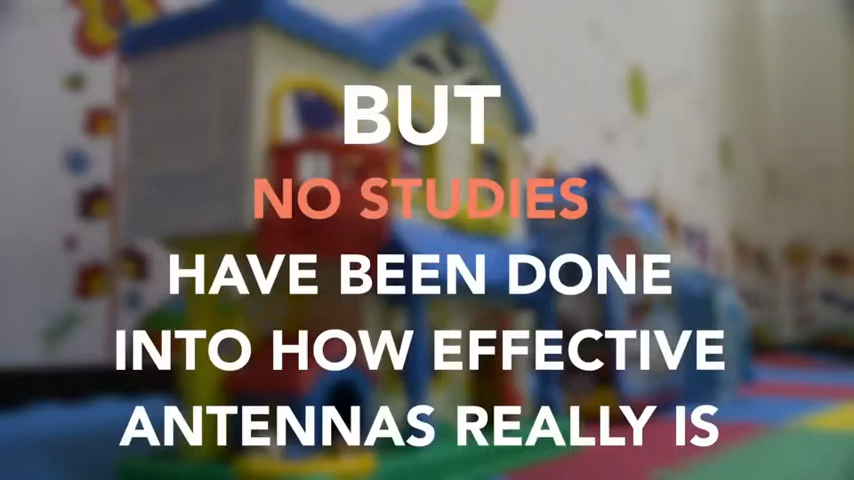 BUT
NO STUDIES
HAVE BEEN DONE
INTO HOW EFFECTIVE
ANTENNAS REALLY IS